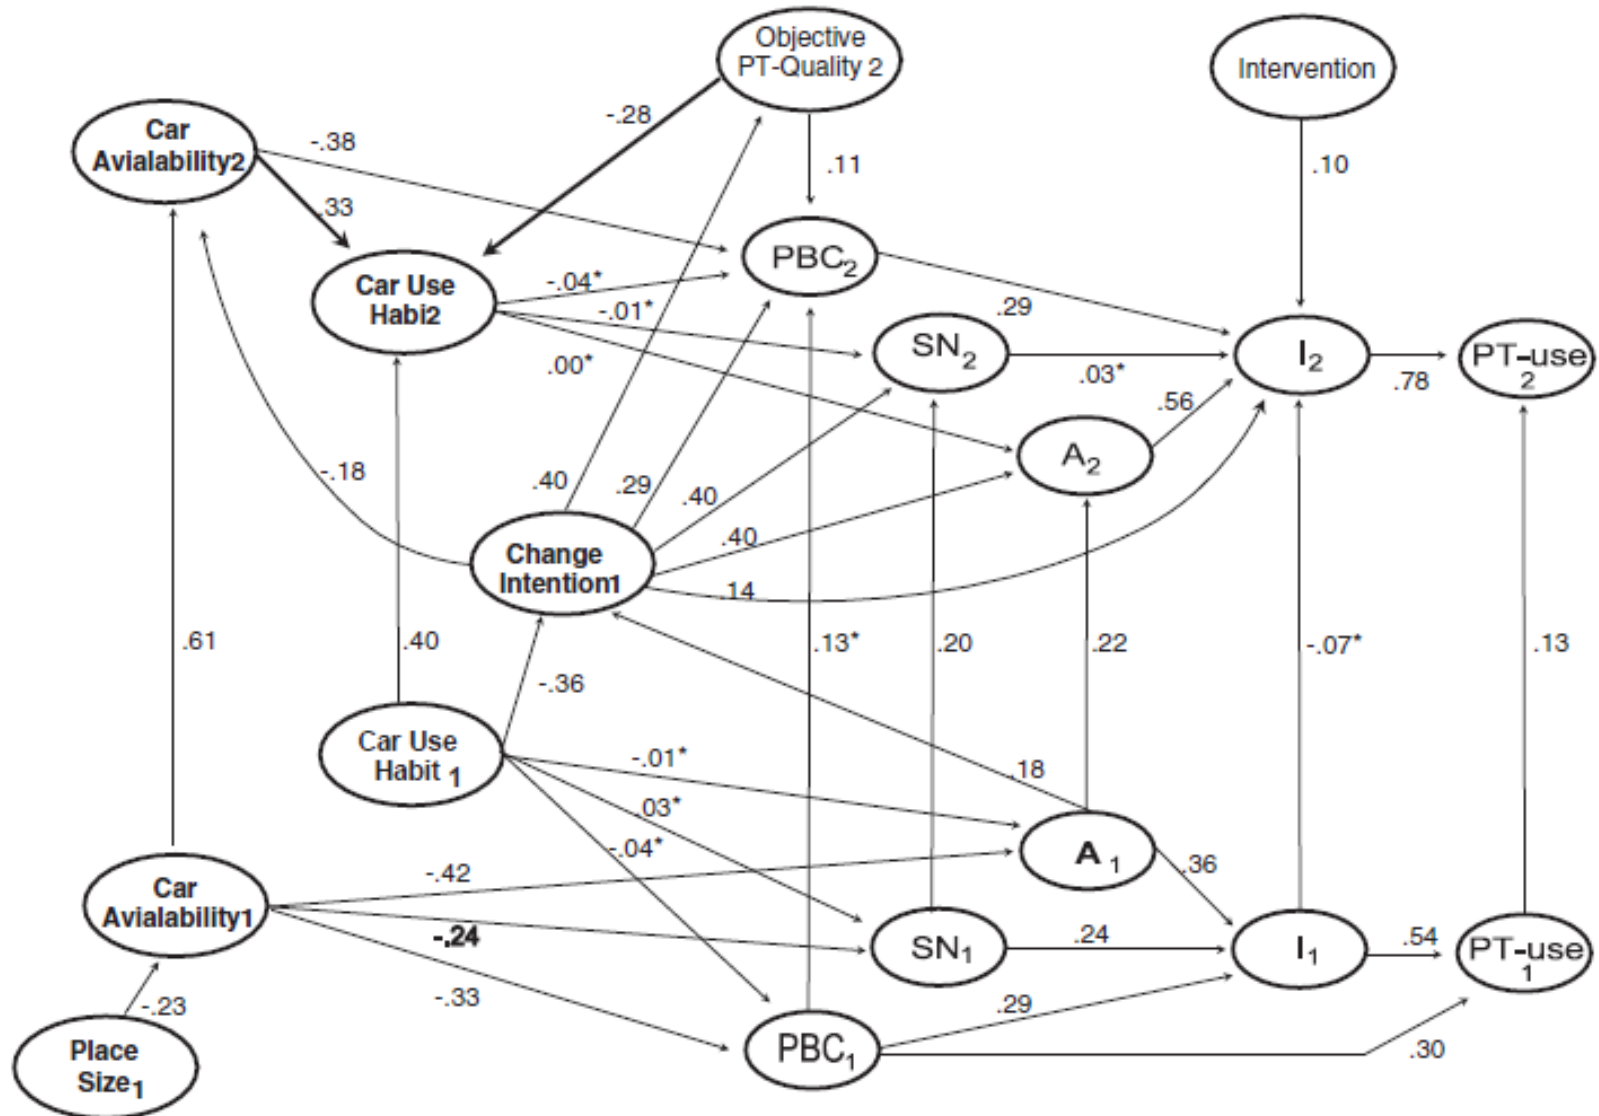 Objective
PT-Quality 2
Intervention
Car
Avialability2
-.38
-.28
.11
.10
.33
PBC2
Car Use
Habi2
-.04*
-.01*
.00*
.29
SN2
.03*
I2
.78
PT-use
2
.56
A2
-.18
.40
.29
.40
.40
.14
Change
Intention1
.61
.40
-.36
.13*
.20
.22
-.07*
.13
Car Use
Habit 1
-.01*
.03*
-.04*
.18
A 1
.36
Car
Avialability1
-.42
-.24
-.33
SN1
.24
I1
.54
PT-use
1
-.23
Place
Size1
PBC1
.29
.30